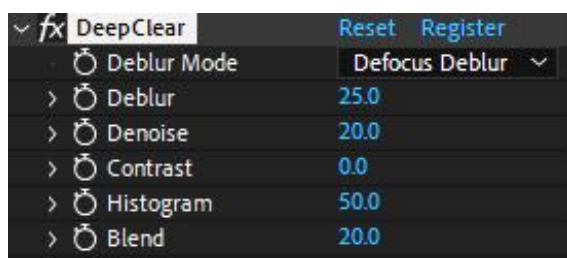 fx DeepClear Reset Register
Deblur Mode Defocus Deblur
Deblur 25.0
Denoise 20.0
Contrast 0.0
Histogram 50.0
Blend 20.0